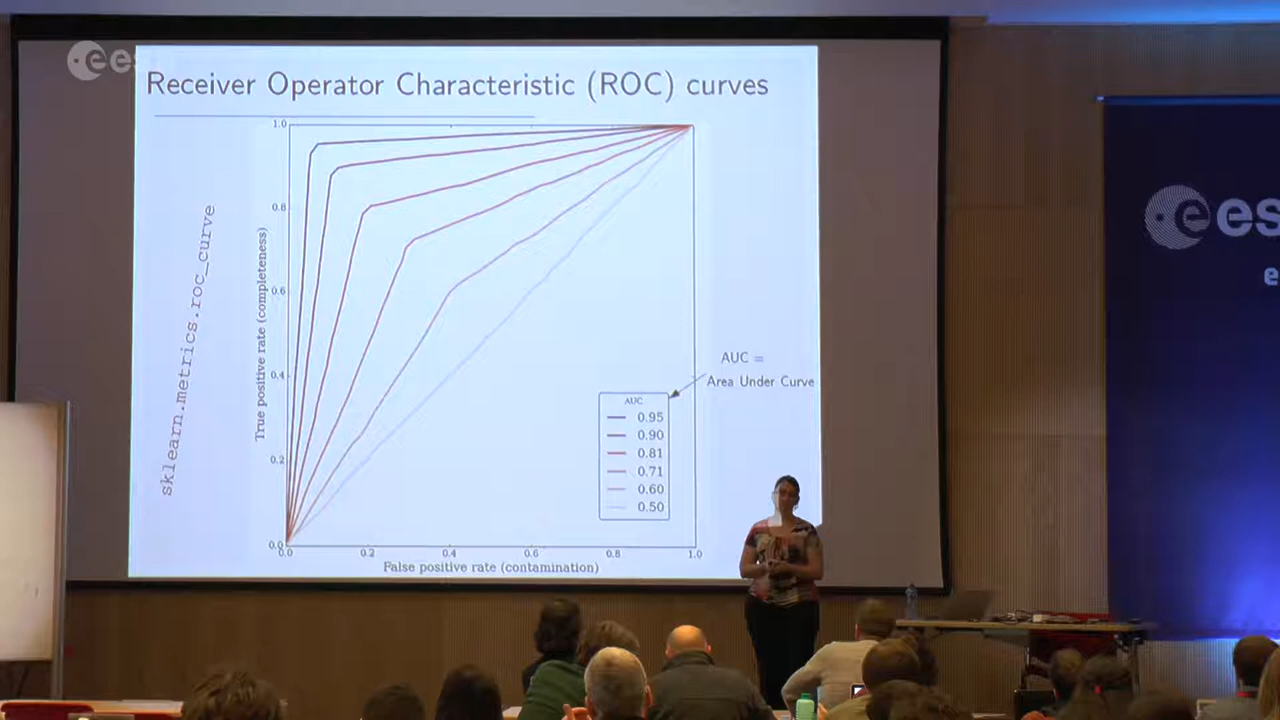 ees
Receiver Operator Characteristic (ROC) curves
sklearn.metrics.roc_curve
True positive rate (completeness)
1.0
0.8
0.6
0.4
0.2
0.0
0.0 0.2 0.4 0.6 0.8 1.0
False positive rate (contamination)
AUC =
Area Under Curve
AUC
0.95
0.90
0.81
0.71
0.60
0.50
ees
e